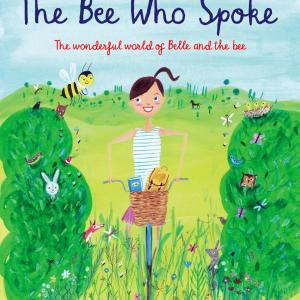 The Bee Who Spoke
The wonderful world of Belle and the bee